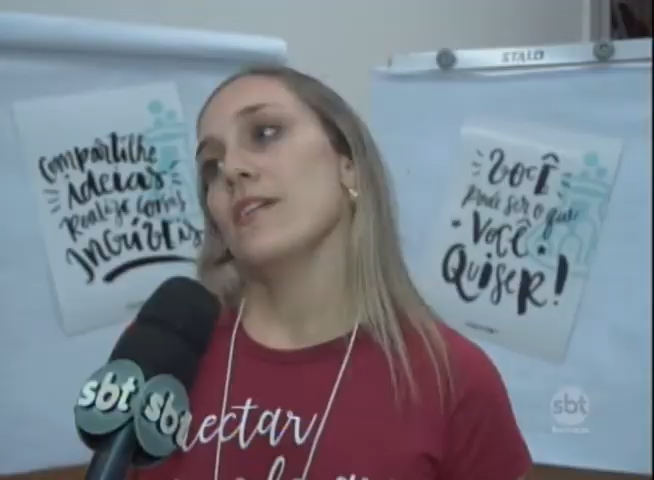 STALO
Compartilhe
ideias
Realize coisas
Incríveis
Você
Pode ser o que
Você
Quiser!
sbt
sbt
nectar
sbt